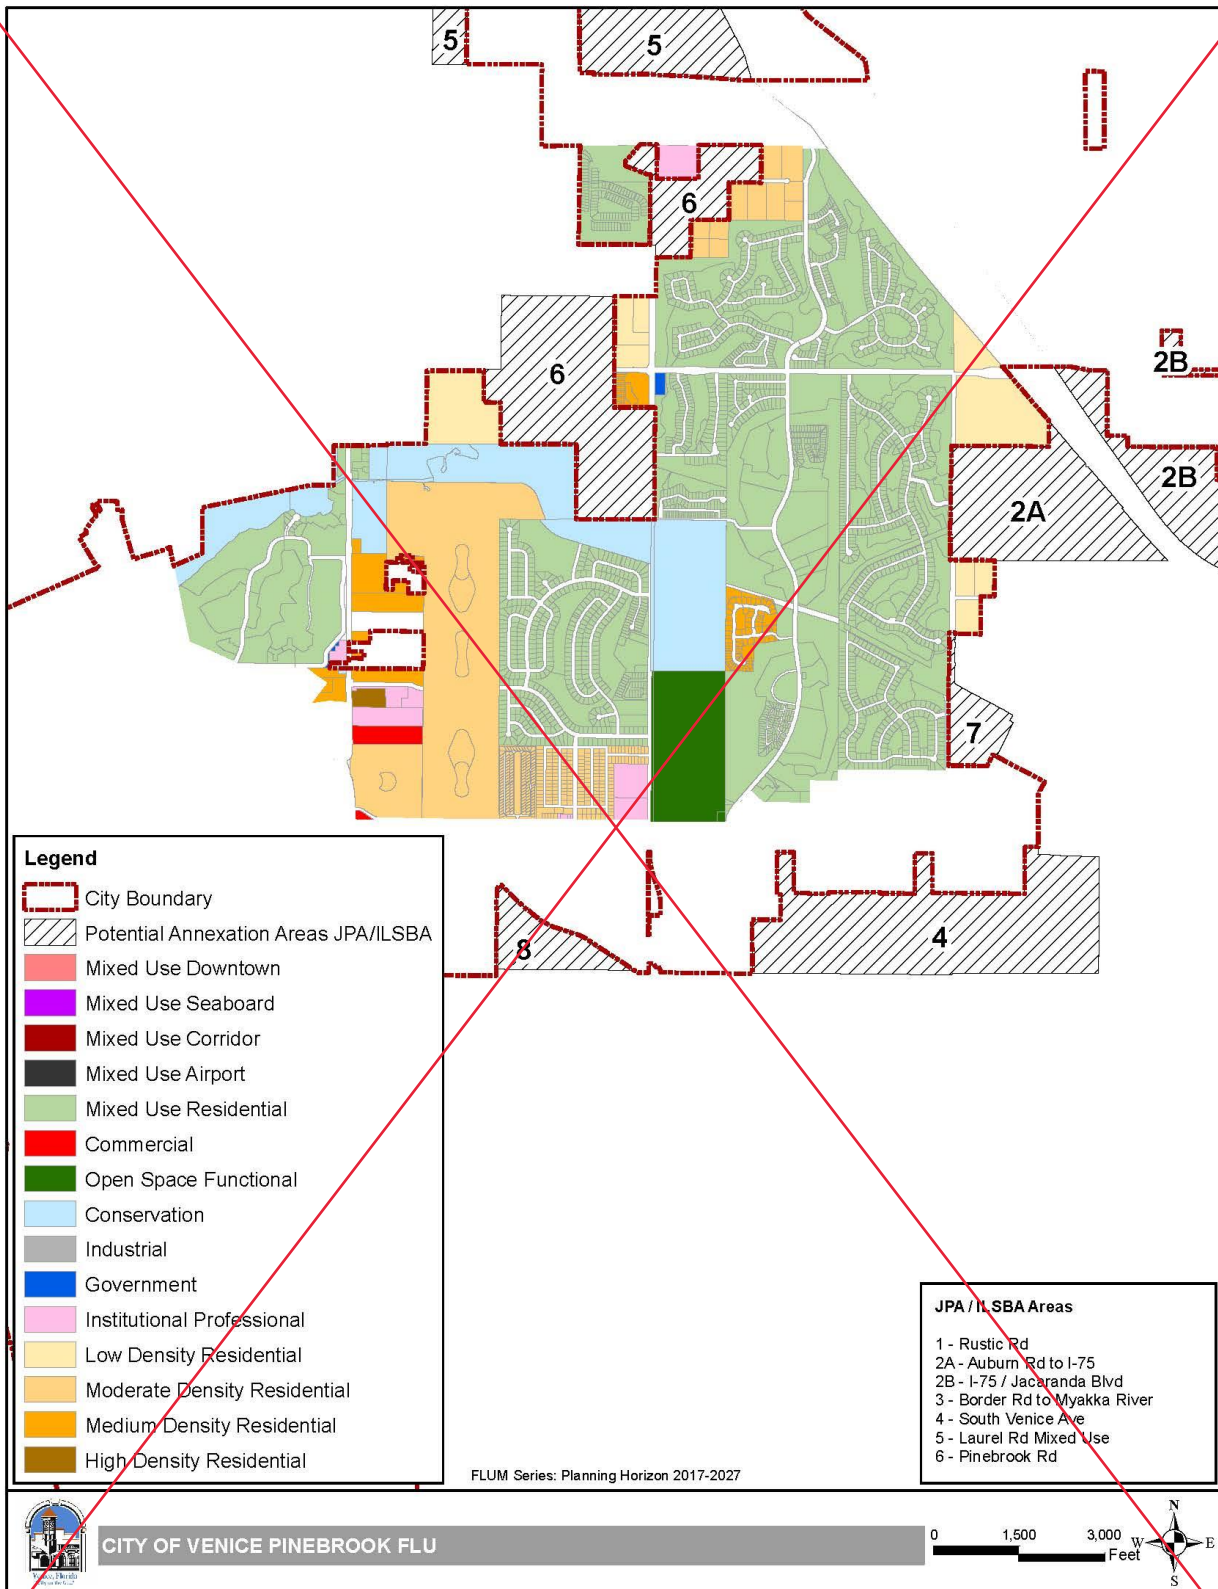 5
5
6
6
2B
2B
2A
7
4
8
Legend
City Boundary
Potential Annexation Areas JPA/ILSBA
Mixed Use Downtown
Mixed Use Seaboard
Mixed Use Corridor
Mixed Use Airport
Mixed Use Residential
Commercial
Open Space Functional
Conservation
Industrial
Government
Institutional Professional
Low Density Residential
Moderate Density Residential
Medium Density Residential
High Density Residential
FLUM Series: Planning Horizon 2017-2027
JPA / ILSBA Areas
1 - Rustic Rd
2A - Auburn Rd to I-75
2B - I-75 / Jacaranda Blvd
3 - Border Rd to Myakka River
4 - South Venice Ave
5 - Laurel Rd Mixed Use
6 - Pinebrook Rd
Venice, Florida
CITY OF VENICE PINEBROOK FLU
0 1,500 3,000
Feet
N
W E
S